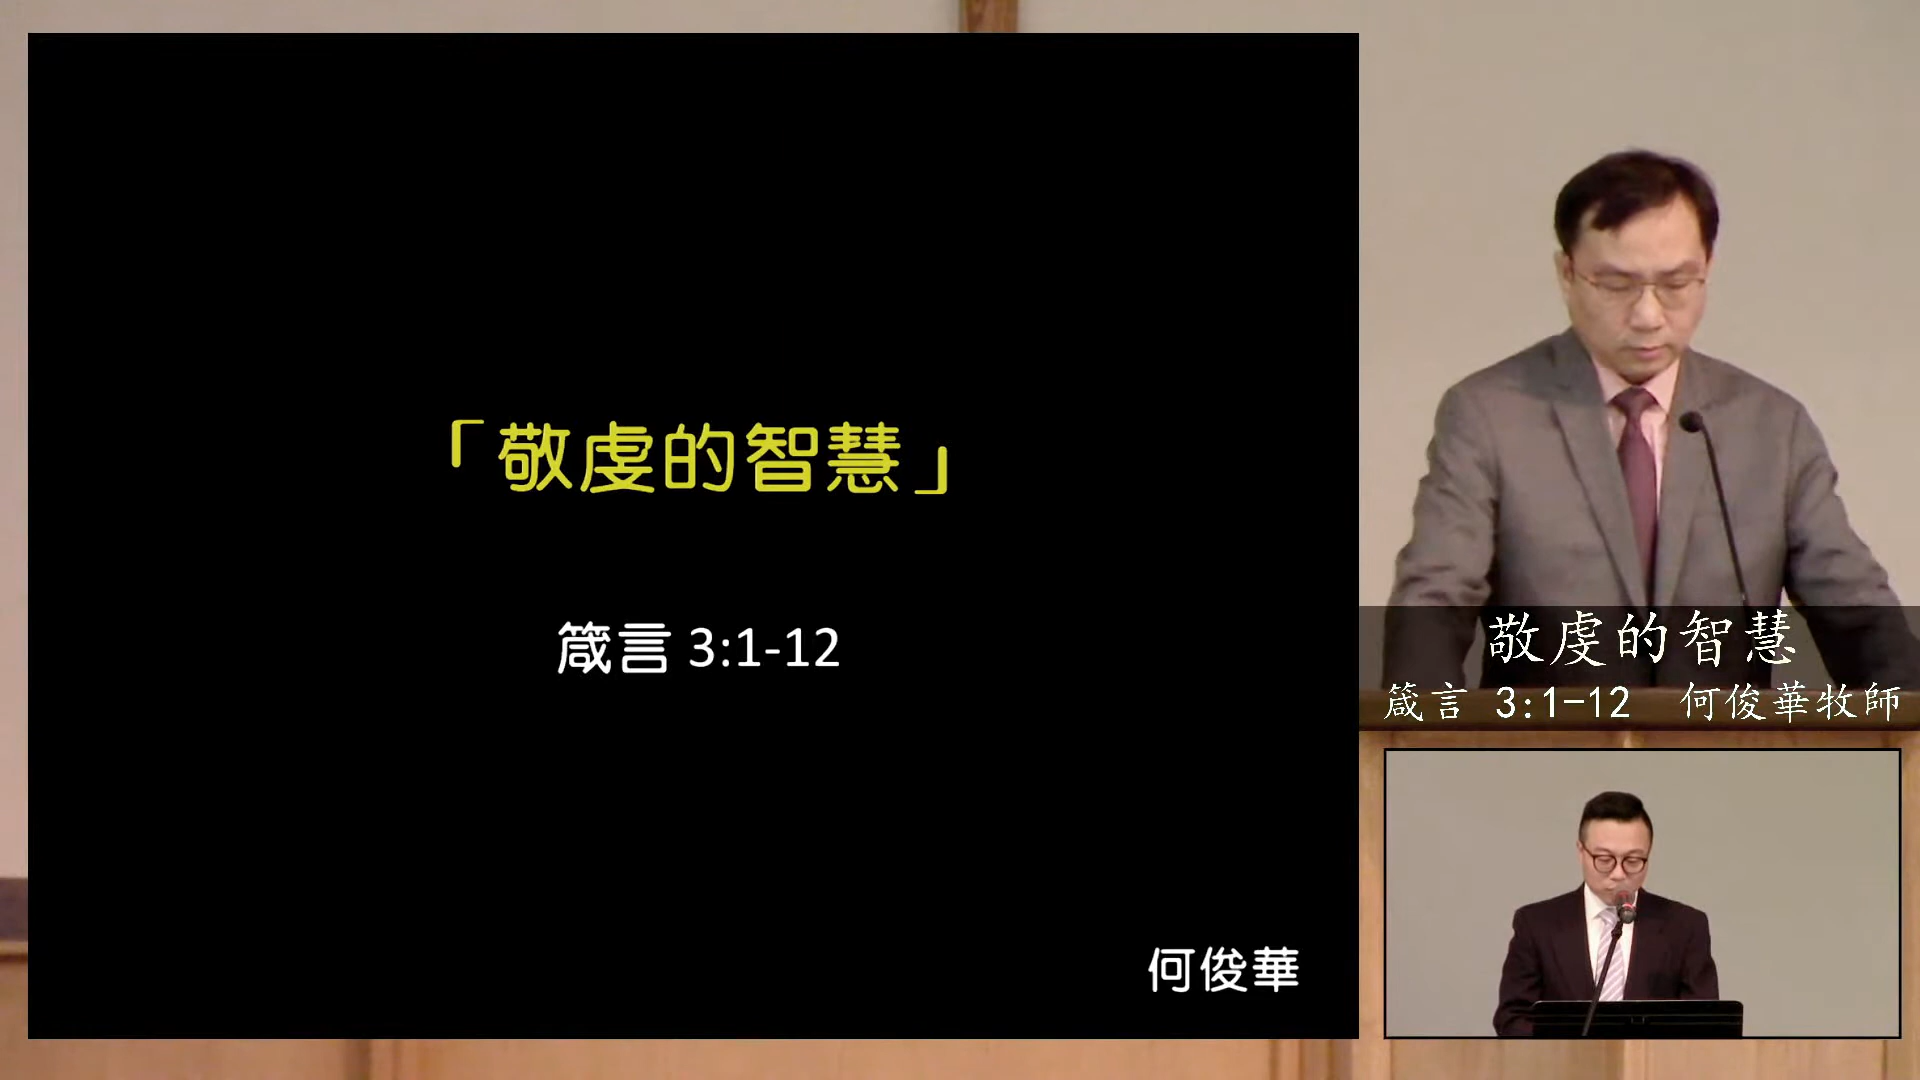 「敬虔的智慧」
箴言 3:1-12
何俊華
敬虔的智慧
箴言 3:1-12 何俊華牧師